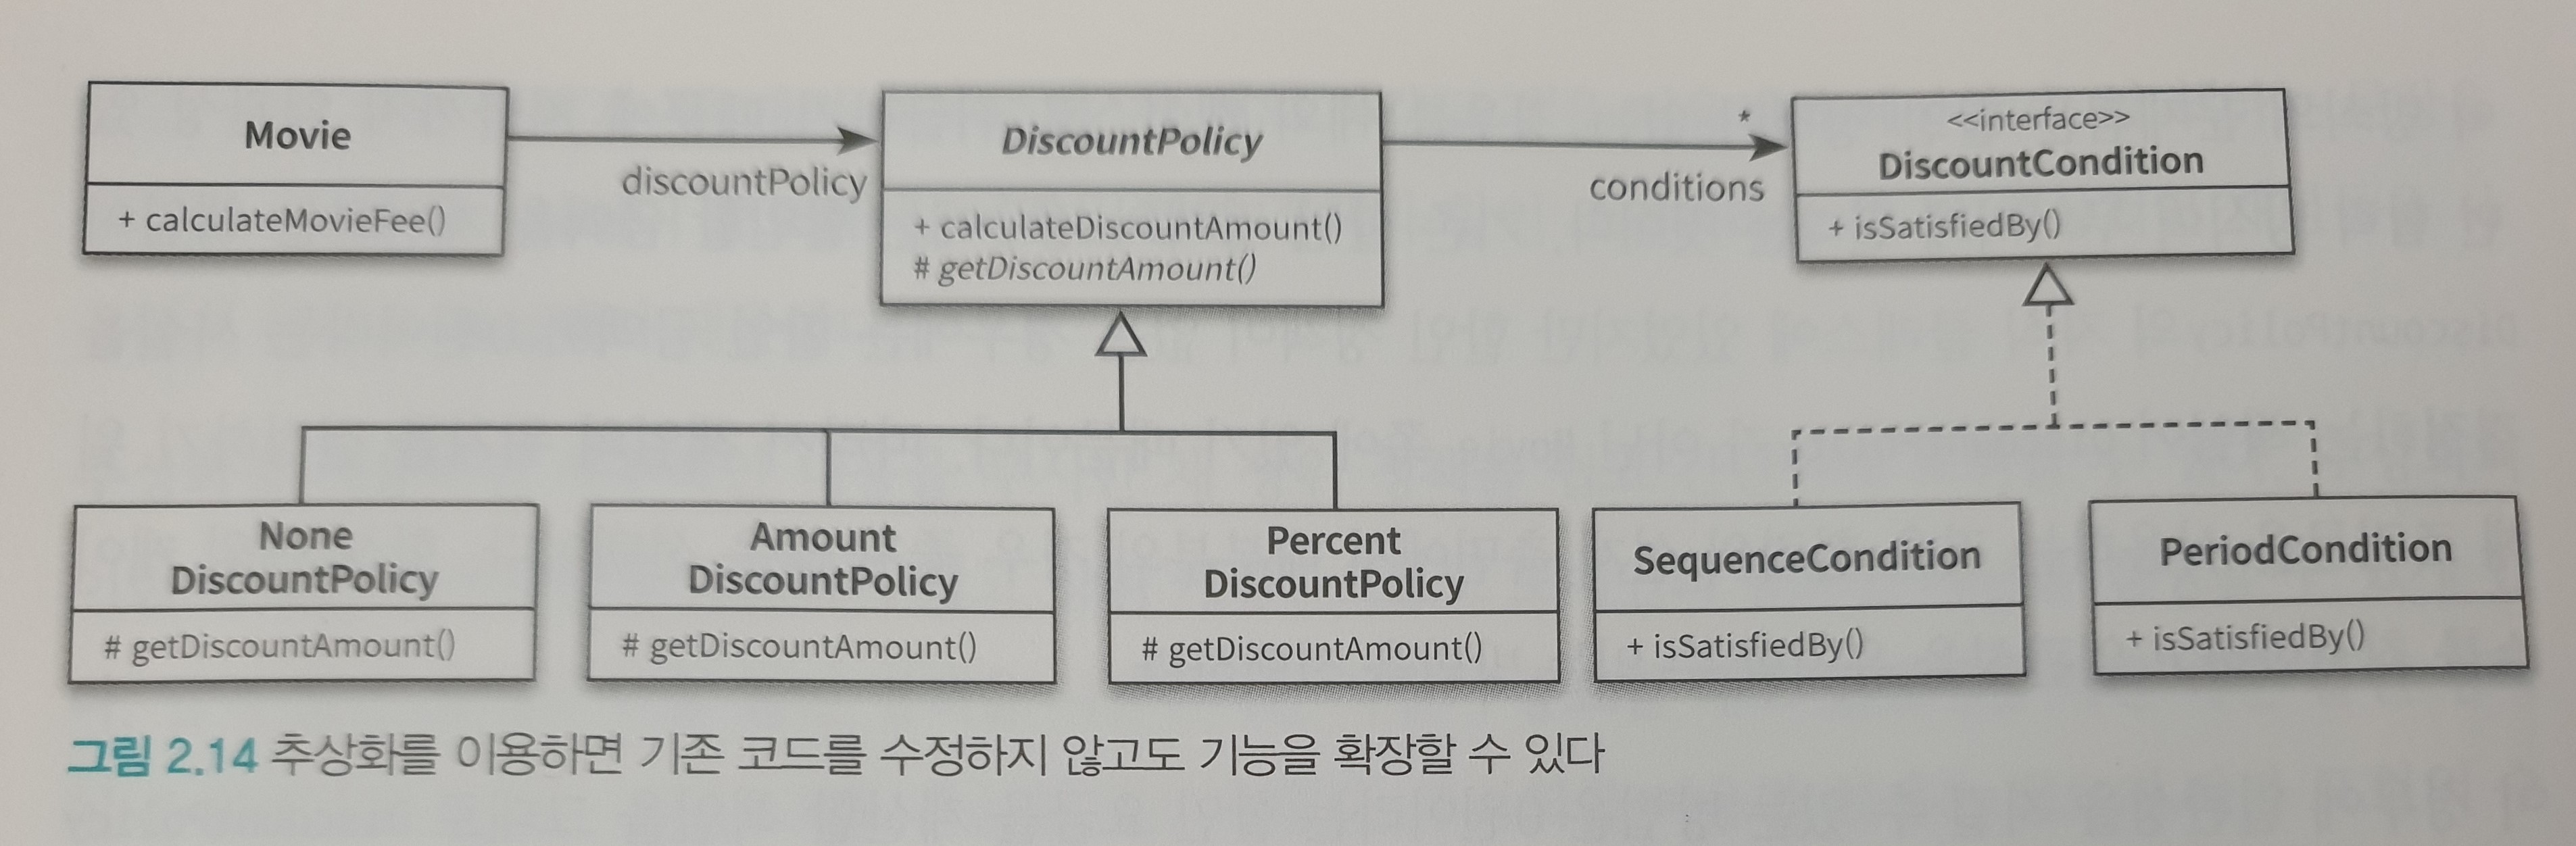 Movie
+ calculateMovieFee()
discountPolicy
DiscountPolicy
+ calculateDiscountAmount()
# getDiscountAmount()
*
conditions
<<interface>>
DiscountCondition
+ isSatisfiedBy()
None
DiscountPolicy
# getDiscountAmount()
Amount
DiscountPolicy
# getDiscountAmount()
Percent
DiscountPolicy
# getDiscountAmount()
SequenceCondition
+ isSatisfiedBy()
PeriodCondition
+ isSatisfiedBy()
그림 2.14 추상화를 이용하면 기존 코드를 수정하지 않고도 기능을 확장할 수 있다